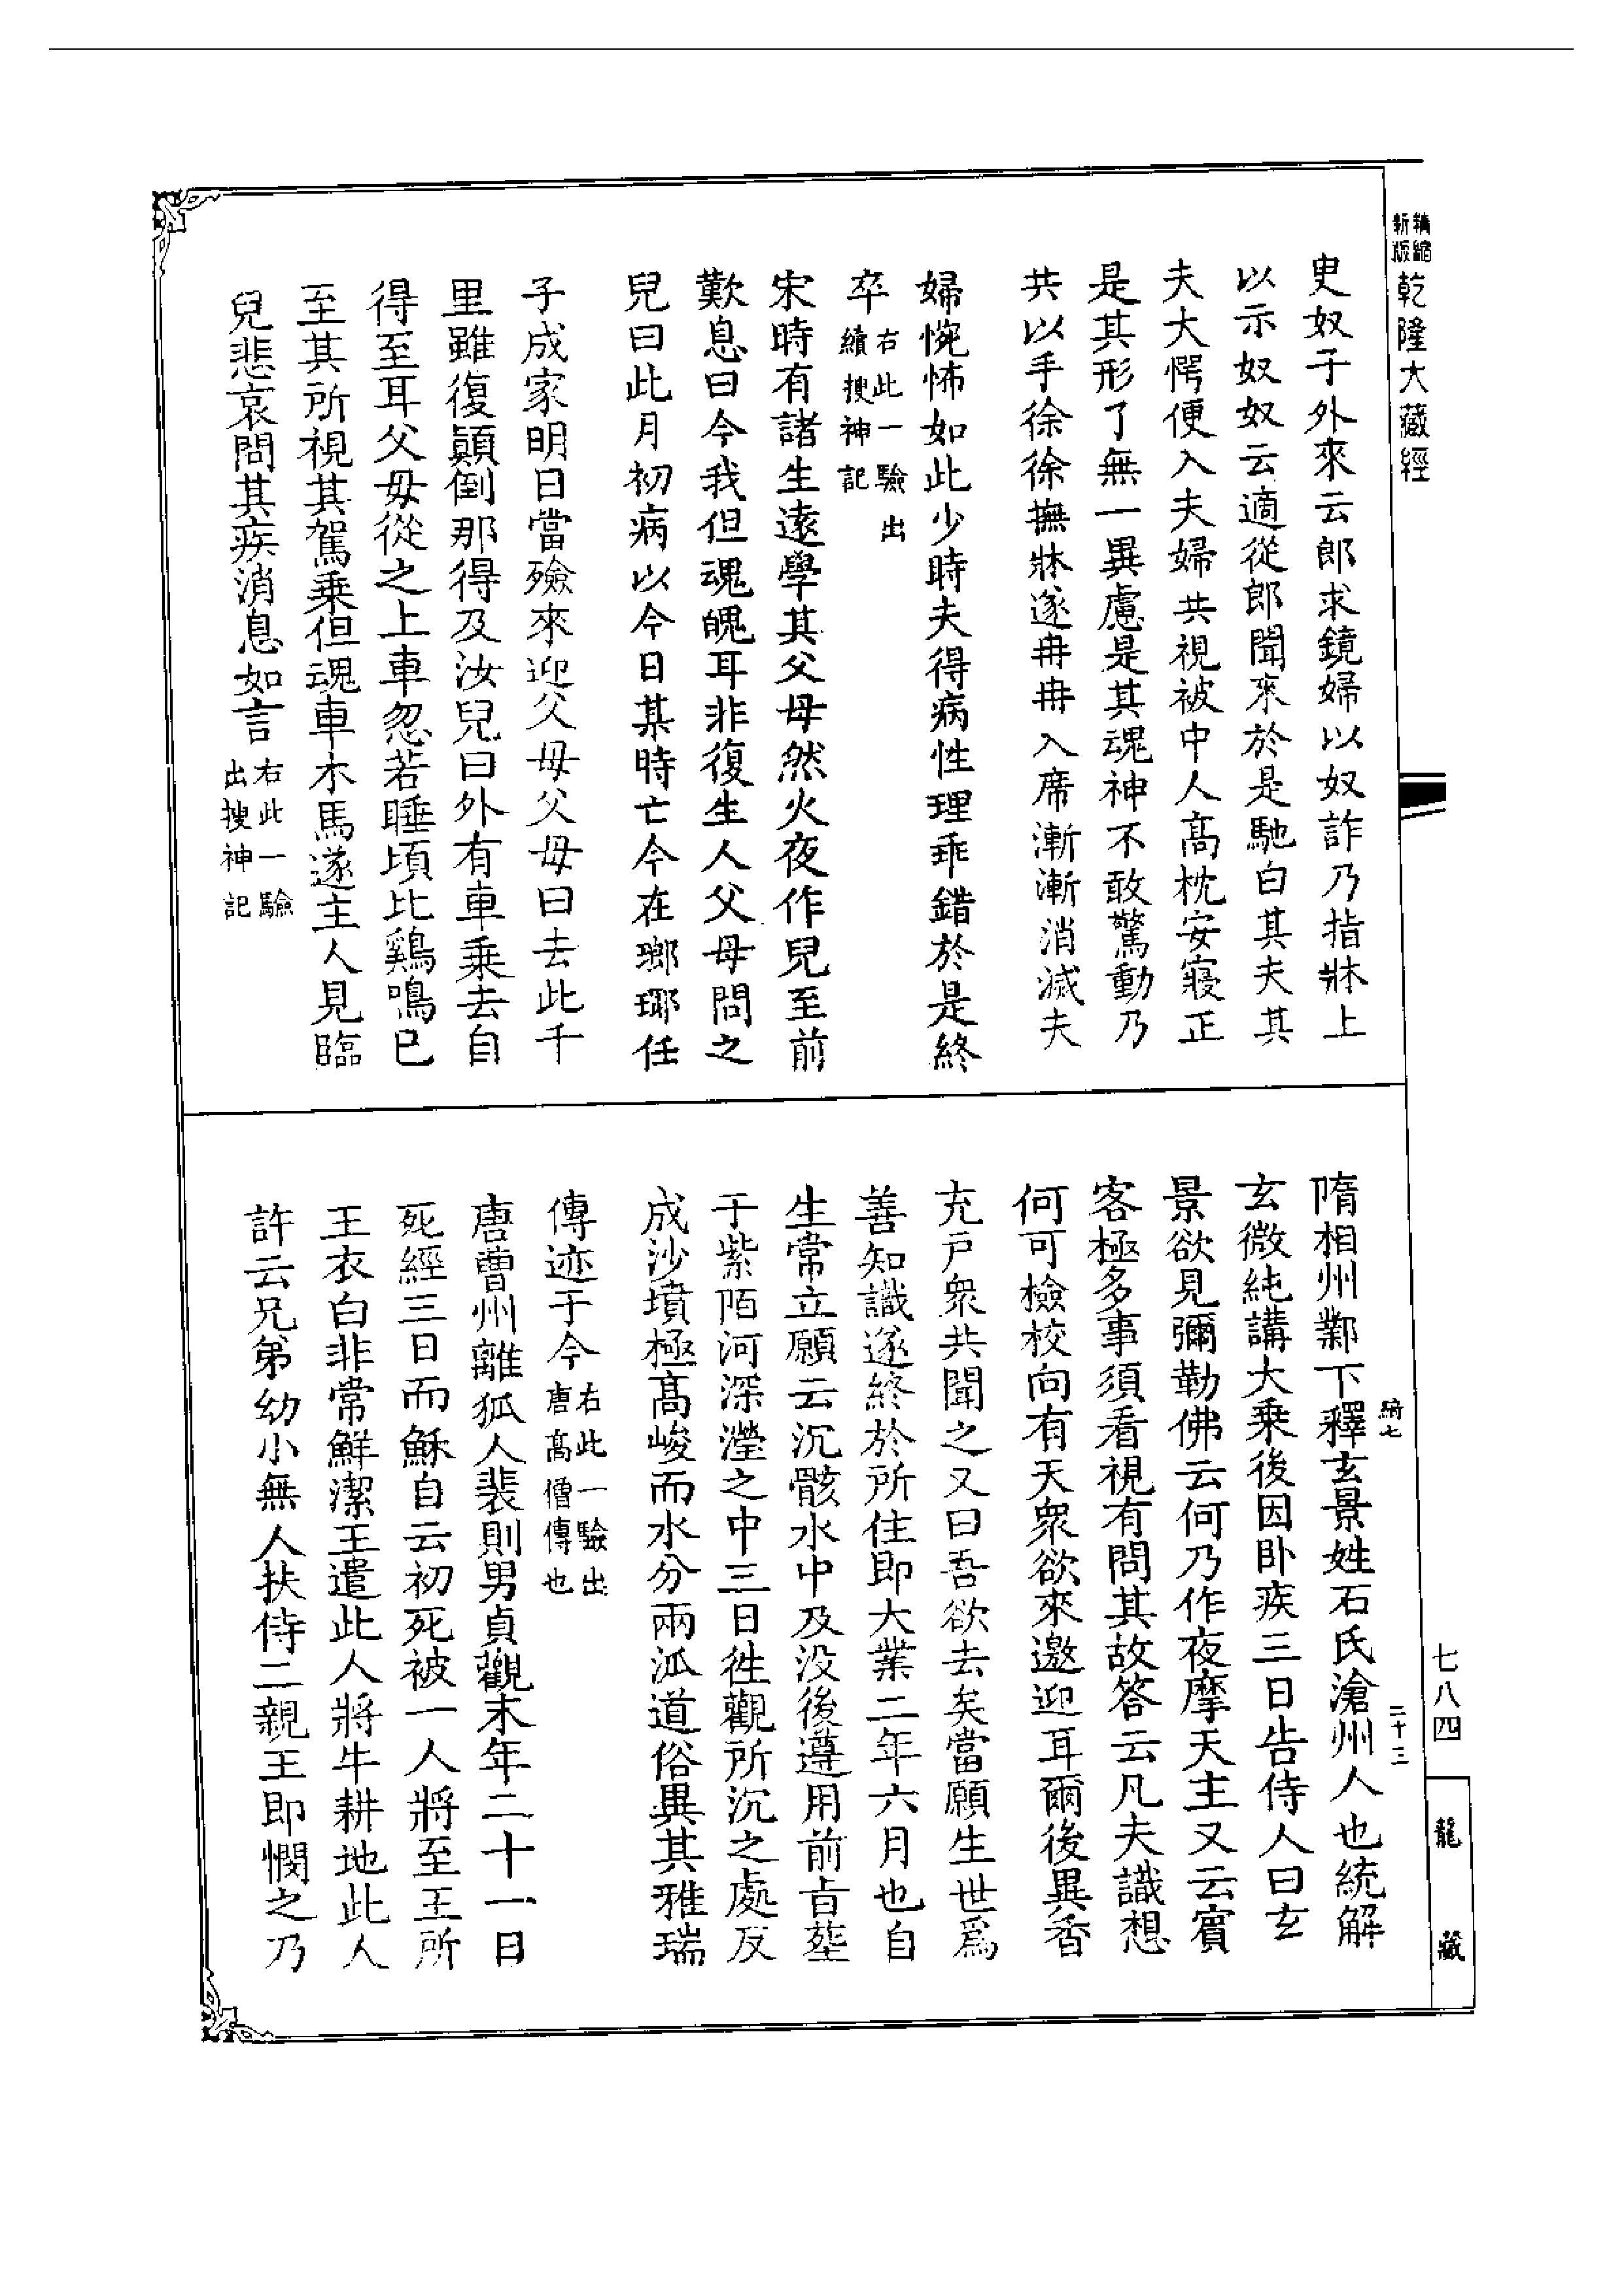 精縮新版乾隆大藏經
史奴于外來云郎求鏡婦以奴詐乃指牀上
以示奴奴云適從郎聞來於是馳白其夫其
夫大愕便入夫婦共視被中人髙枕安寢正
是其形了無一異慮是其魂神不敢驚動乃
共以手徐徐撫牀遂冉冉入席漸漸消滅夫
婦惋怖如此少時夫得病性理乖錯於是終
卒右此一驗出續搜神記
宋時有諸生逺學其父母然火夜作兒至前
歎息曰今我但魂魄耳非復生人父母問之
兒曰此月初病以今日某時亡今在瑯琊任
子成家明日當殮來迎父母父母曰去此千
里雖復顛倒那得及汝兒曰外有車乘去自
得至耳父母從之上車忽若睡頃比鷄鳴已
至其所視其駕乗但魂車木馬遂主人見臨
兒悲哀問其疾消息如言右此一驗出搜神記
隋相州鄴下釋玄景姓石氏滄州人也統解
玄微純講大乗後因卧疾三日告侍人曰玄
景欲見彌勒佛云何乃作夜摩天主又云賓
客極多事須看視有問其故答云凡夫識想
何可檢校向有天衆欲來邀迎耳爾後異香
充戸衆共聞之又曰吾欲去矣當願生世爲
善知識遂終於所住即大業二年六月也自
生常立願云沉骸水中及没後遵用前㫖塟
于紫陌河深瀅之中三日徃觀所沉之處反
成沙墳極髙峻而水分兩泒道俗異其雅瑞
傳迹于今右此一驗出唐髙僧傳也
唐曹州離狐人裴則男貞觀末年二十一日
死經三日而穌自云初死被一人將至王所
王衣白非常鮮潔王遣此人將牛耕地此人
許云兄弟幼小無人扶侍二親王即憫之乃
綺七
二十三
七八四
龍藏